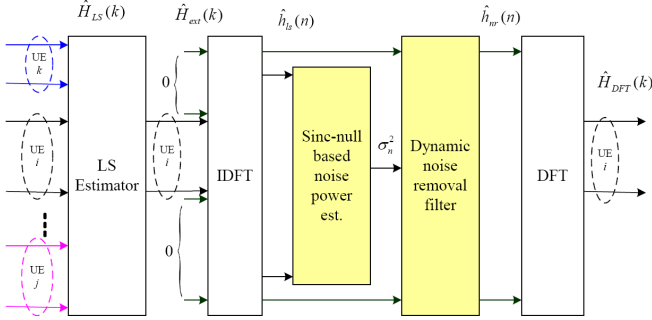 Ĥ_LS(k)
Ĥ_ext(k)
ĥ_ls(n)
ĥ_nr(n)
Ĥ_DFT(k)
UE
k
UE
i
UE
j
LS
Estimator
UE
i
0
0
IDFT
Sinc-null
based
noise
power
est.
σ_n^2
Dynamic
noise
removal
filter
DFT
UE
i